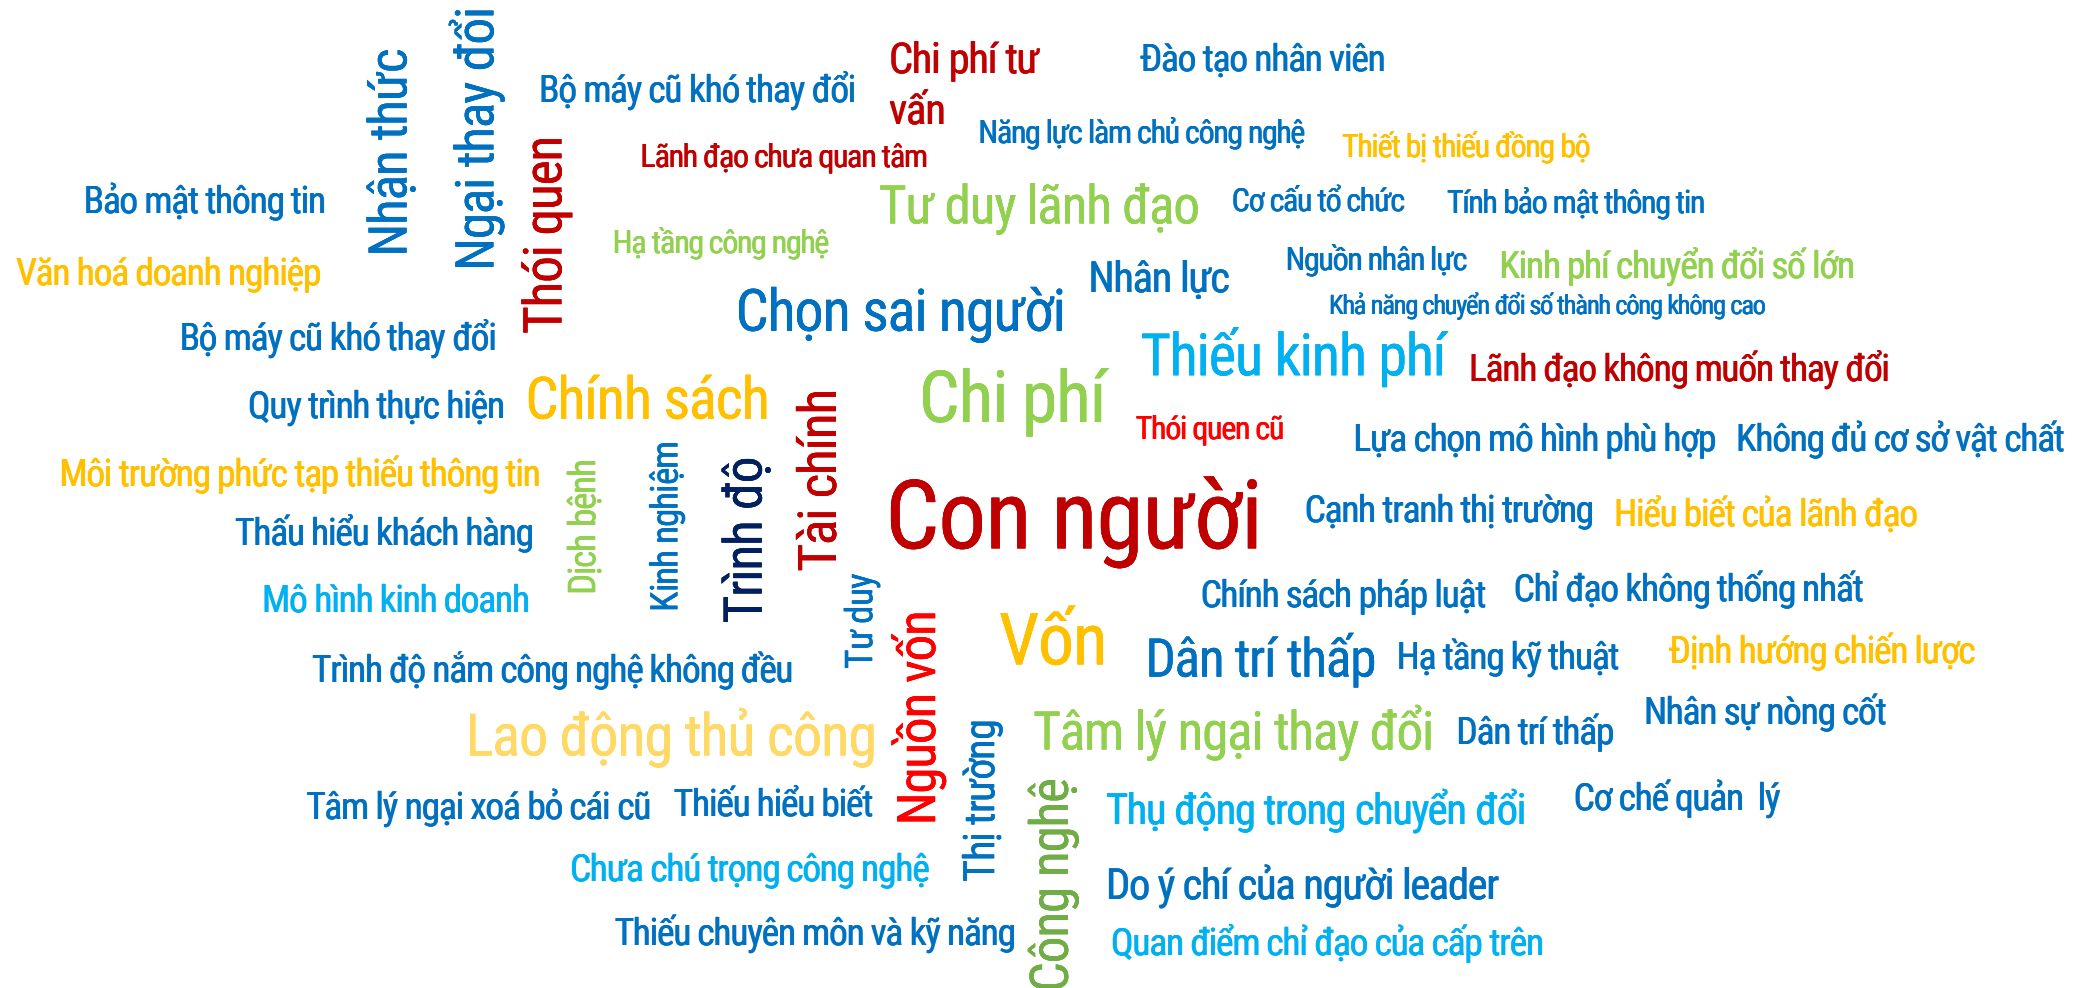 Nhận thức
Ngại thay đổi
Bộ máy cũ khó thay đổi
Chi phí tư
vấn
Đào tạo nhân viên
Năng lực làm chủ công nghệ
Thiết bị thiếu đồng bộ
Thói quen
Lãnh đạo chưa quan tâm
Bảo mật thông tin
Tư duy lãnh đạo
Cơ cấu tổ chức
Tính bảo mật thông tin
Hạ tầng công nghệ
Văn hoá doanh nghiệp
Nhân lực
Nguồn nhân lực
Kinh phí chuyển đổi số lớn
Chọn sai người
Khả năng chuyển đổi số thành công không cao
Bộ máy cũ khó thay đổi
Thiếu kinh phí
Lãnh đạo không muốn thay đổi
Quy trình thực hiện
Chính sách
Chi phí
Thói quen cũ
Tài chính
Lựa chọn mô hình phù hợp
Không đủ cơ sở vật chất
Môi trường phức tạp thiếu thông tin
Dịch bệnh
Kinh nghiệm
Trình độ
Con người
Cạnh tranh thị trường
Hiểu biết của lãnh đạo
Thấu hiểu khách hàng
Mô hình kinh doanh
Tư duy
Chính sách pháp luật
Chỉ đạo không thống nhất
Nguồn vốn
Vốn
Dân trí thấp
Hạ tầng kỹ thuật
Định hướng chiến lược
Trình độ nắm công nghệ không đều
Lao động thủ công
Thị trường
Tâm lý ngại thay đổi
Dân trí thấp
Nhân sự nòng cốt
Tâm lý ngại xoá bỏ cái cũ
Thiếu hiểu biết
Công nghệ
Thụ động trong chuyển đổi
Cơ chế quản  lý
Chưa chú trọng công nghệ
Do ý chí của người leader
Thiếu chuyên môn và kỹ năng
Quan điểm chỉ đạo của cấp trên